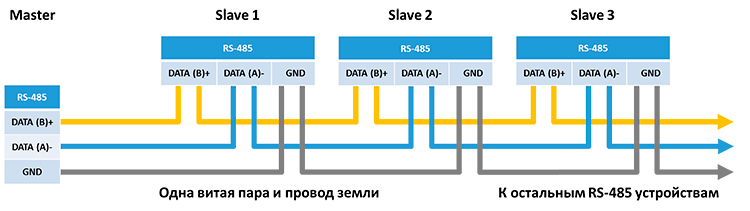 Master
Slave 1
Slave 2
Slave 3
RS-485
RS-485
RS-485
DATA (B)+
DATA (A)-
GND
DATA (B)+
DATA (A)-
GND
DATA (B)+
DATA (A)-
GND
RS-485
DATA (B)+
DATA (A)-
GND
Одна витая пара и провод земли
К остальным RS-485 устройствам